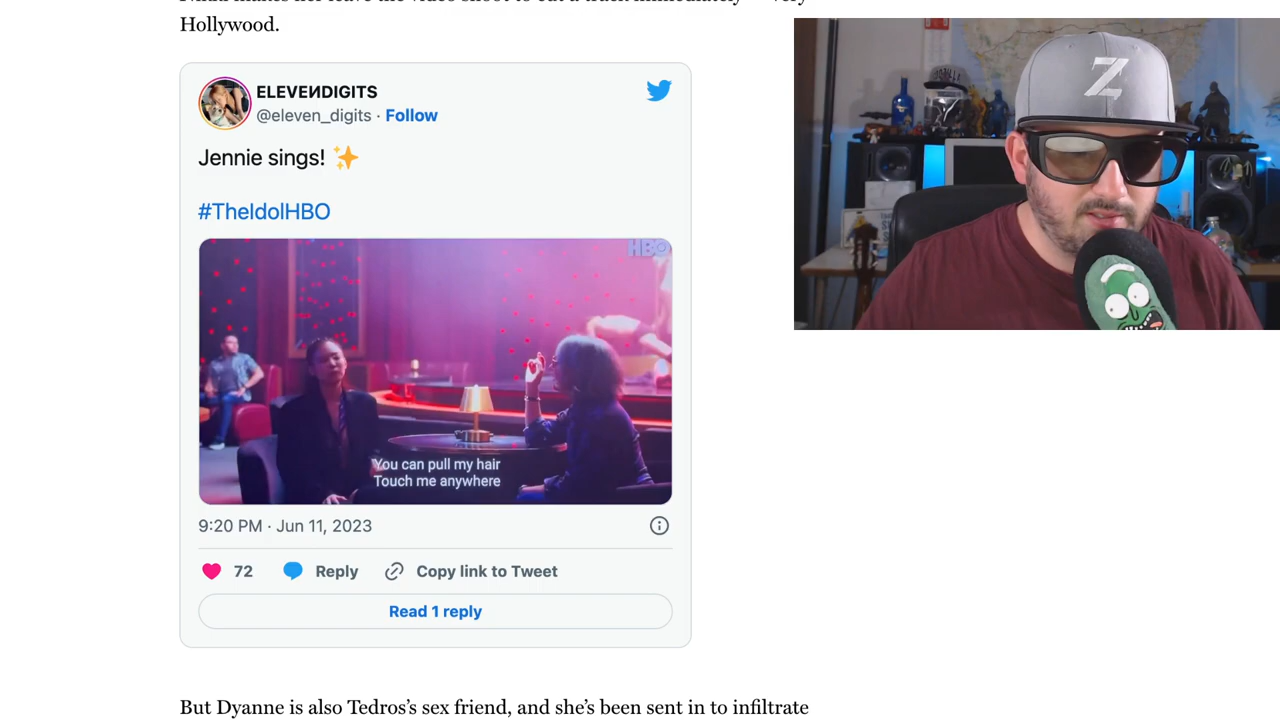 Hollywood.
ELEVEИDIGITS
@eleven_digits · Follow
Jennie sings! ✨
#TheIdolHBO
HBO
You can pull my hair
Touch me anywhere
9:20 PM · Jun 11, 2023
72 Reply Copy link to Tweet
Read 1 reply
But Dyanne is also Tedros’s sex friend, and she’s been sent in to infiltrate
Z